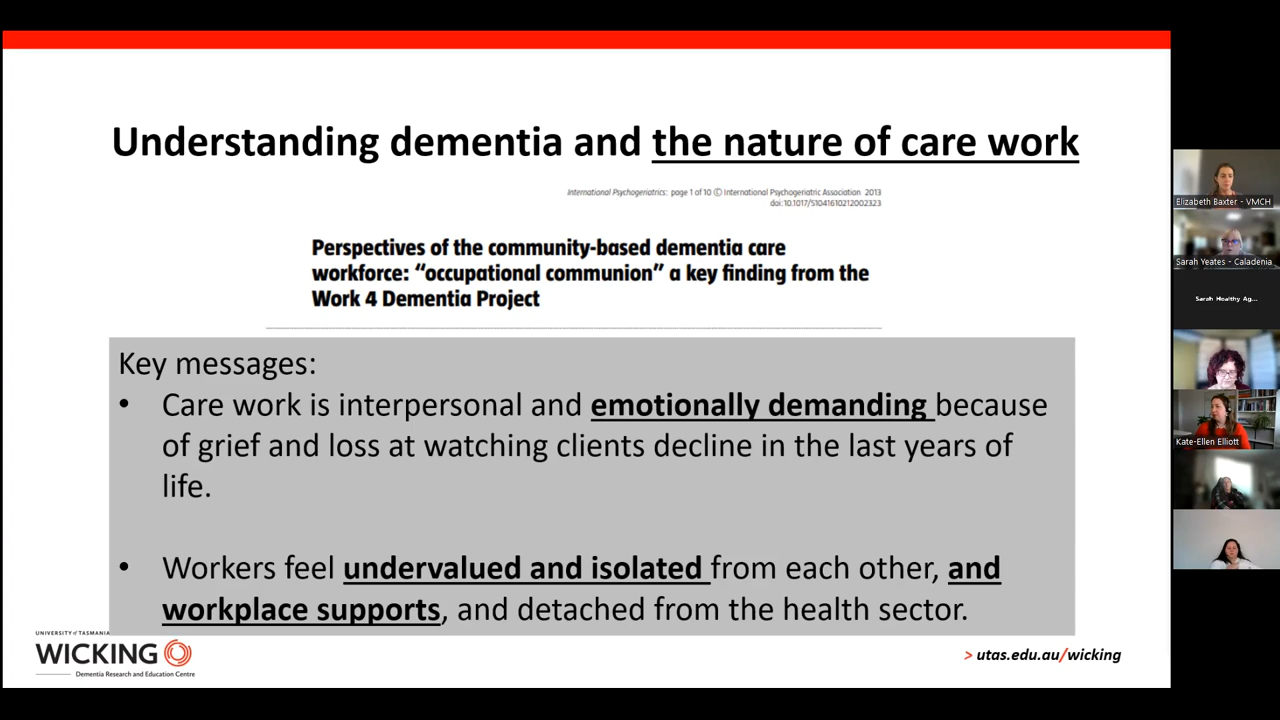 Understanding dementia and the nature of care work
International Psychogeriatrics: page 1 of 10 © International Psychogeriatric Association 2013
doi:10.1017/S1041610212002323
Perspectives of the community-based dementia care
workforce: “occupational communion” a key finding from the
Work 4 Dementia Project
Key messages:
• Care work is interpersonal and emotionally demanding because
of grief and loss at watching clients decline in the last years of
life.
• Workers feel undervalued and isolated from each other, and
workplace supports, and detached from the health sector.
UNIVERSITY of TASMANIA
WICKING
Dementia Research and Education Centre
> utas.edu.au/wicking
Elizabeth Baxter - VMCH
Sarah Yeates - Caladenia
Sarah Healthy Ag...
Kate-Ellen Elliott